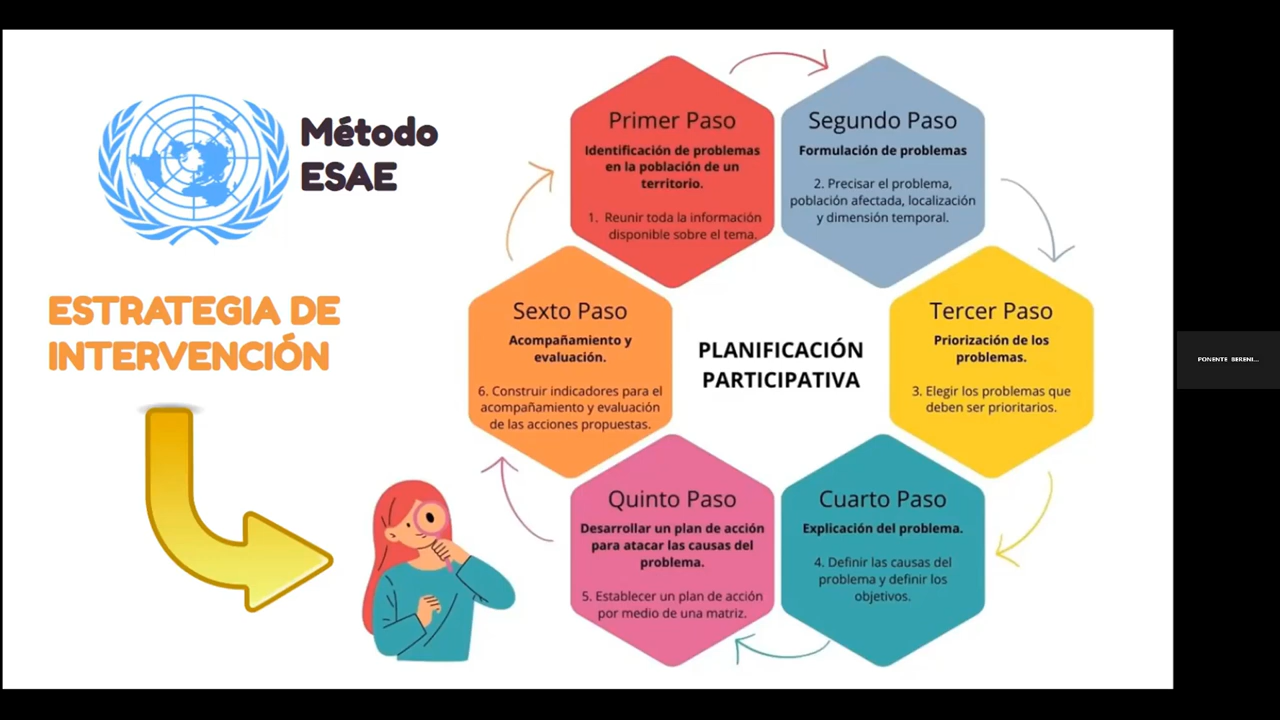 Método
ESAE
ESTRATEGIA DE
INTERVENCIÓN
Primer Paso
Identificación de problemas
en la población de un
territorio.
1. Reunir toda la información
disponible sobre el tema.
Segundo Paso
Formulación de problemas
2. Precisar el problema,
población afectada, localización
y dimensión temporal.
Tercer Paso
Priorización de los
problemas.
3. Elegir los problemas que
deben ser prioritarios.
Cuarto Paso
Explicación del problema.
4. Definir las causas del
problema y definir los
objetivos.
Quinto Paso
Desarrollar un plan de acción
para atacar las causas del
problema.
5. Establecer un plan de acción
por medio de una matriz.
Sexto Paso
Acompañamiento y
evaluación.
6. Construir indicadores para el
acompañamiento y evaluación
de las acciones propuestas.
PLANIFICACIÓN
PARTICIPATIVA
PONENTE BERENI...